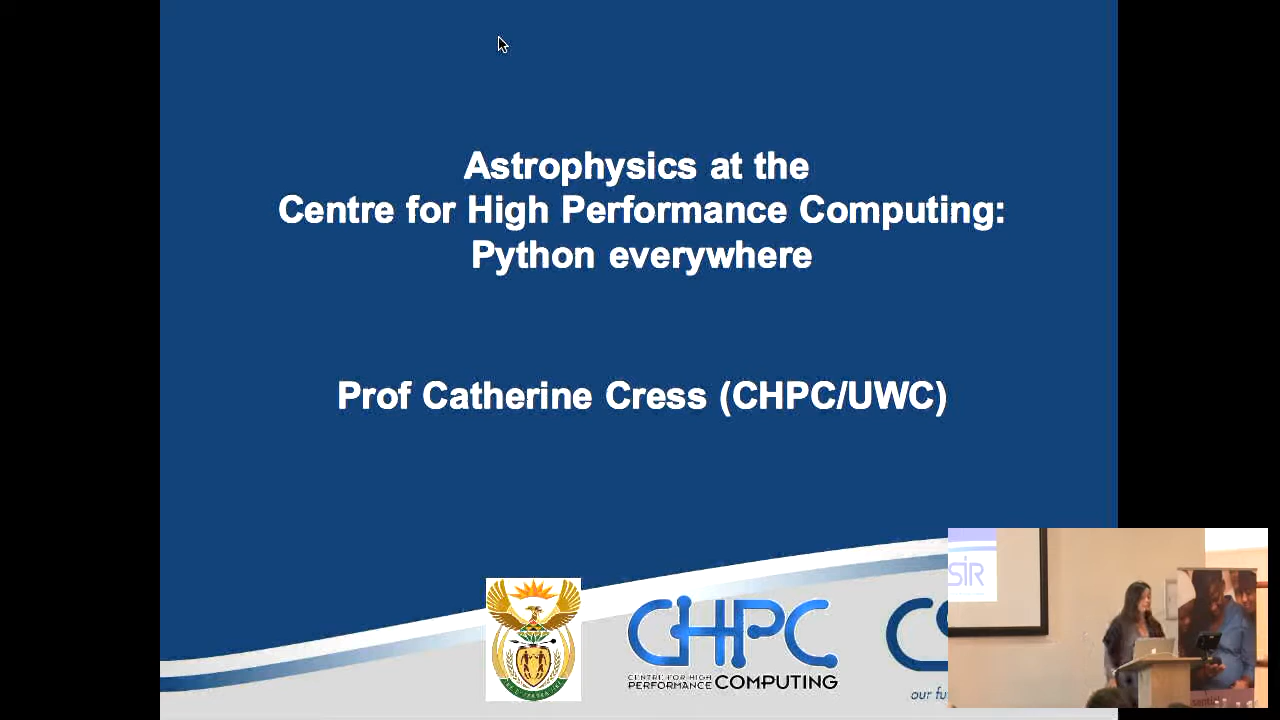 Astrophysics at the
Centre for High Performance Computing:
Python everywhere
Prof Catherine Cress (CHPC/UWC)
CHPC
CENTRE FOR HIGH
PERFORMANCE COMPUTING
our fu
SIR